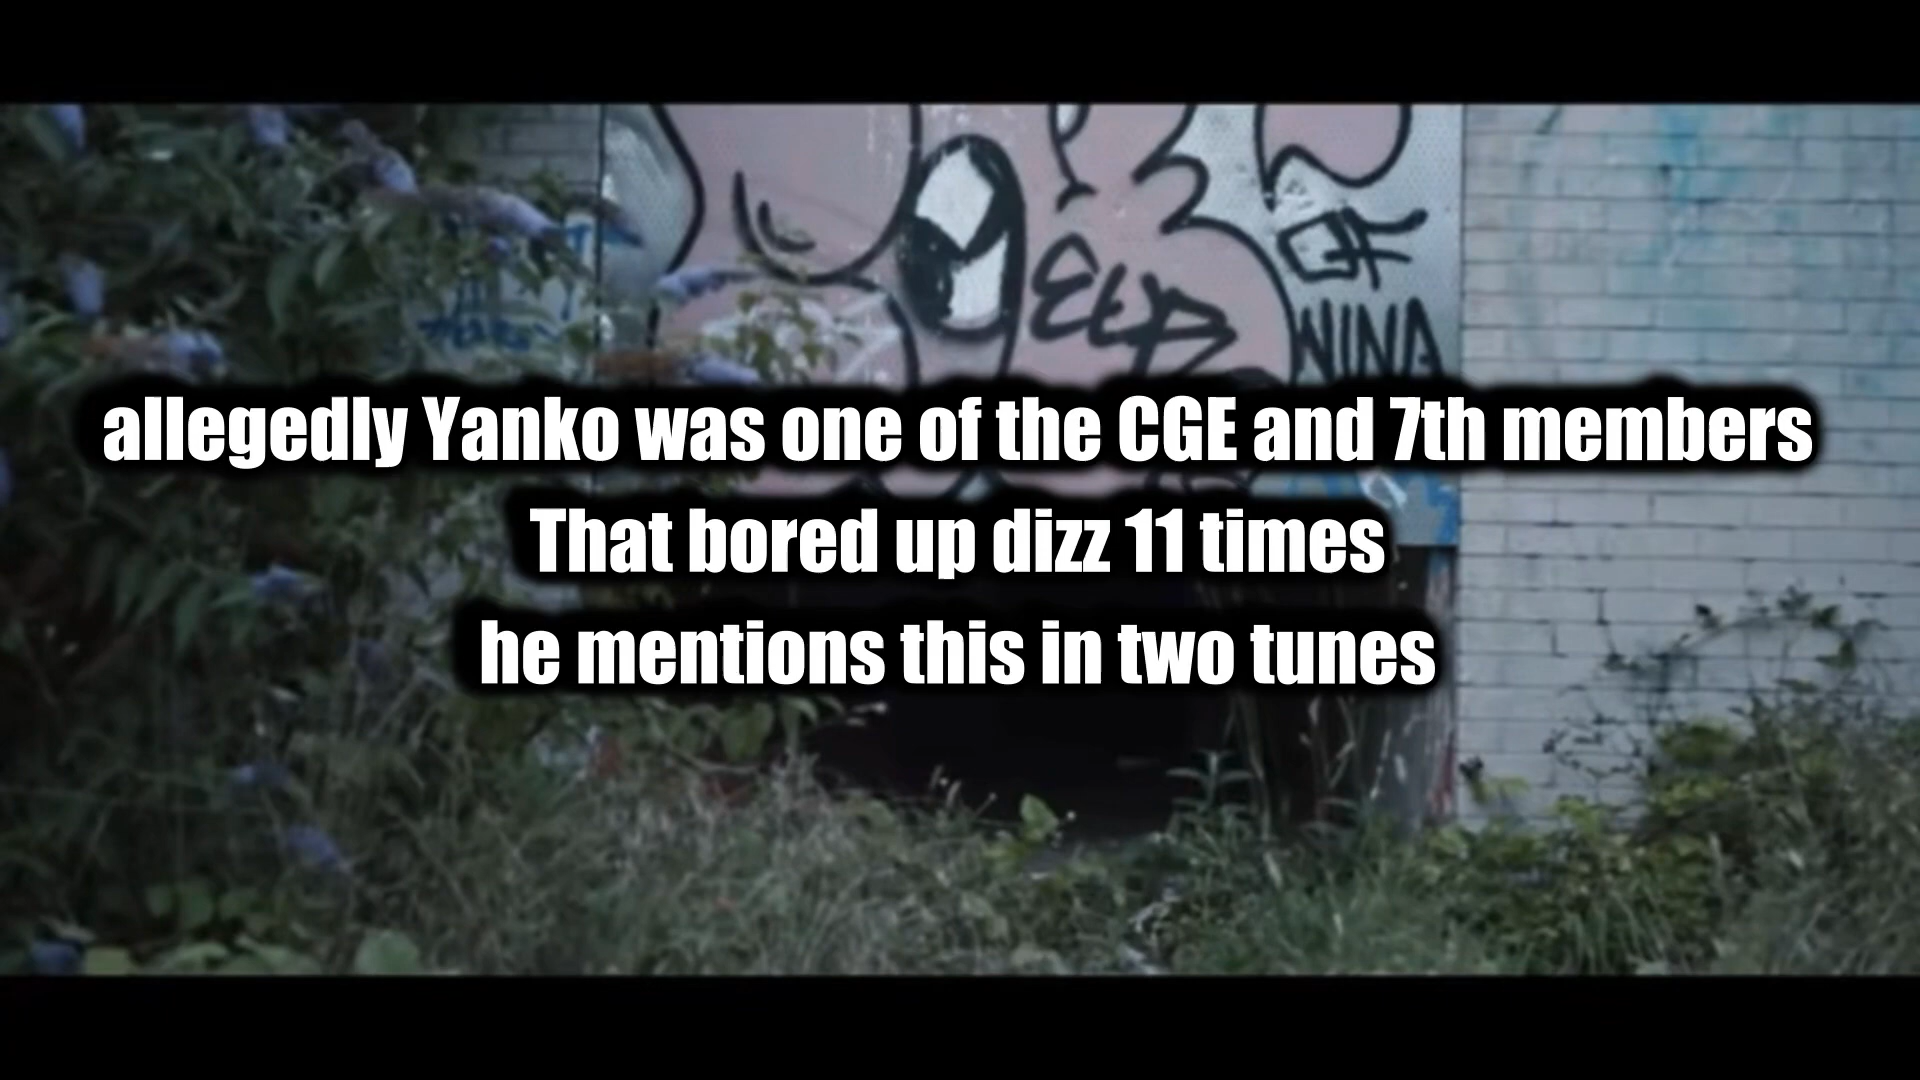 GF
NINA
allegedly Yanko was one of the CGE and 7th members
That bored up dizz 11 times
he mentions this in two tunes